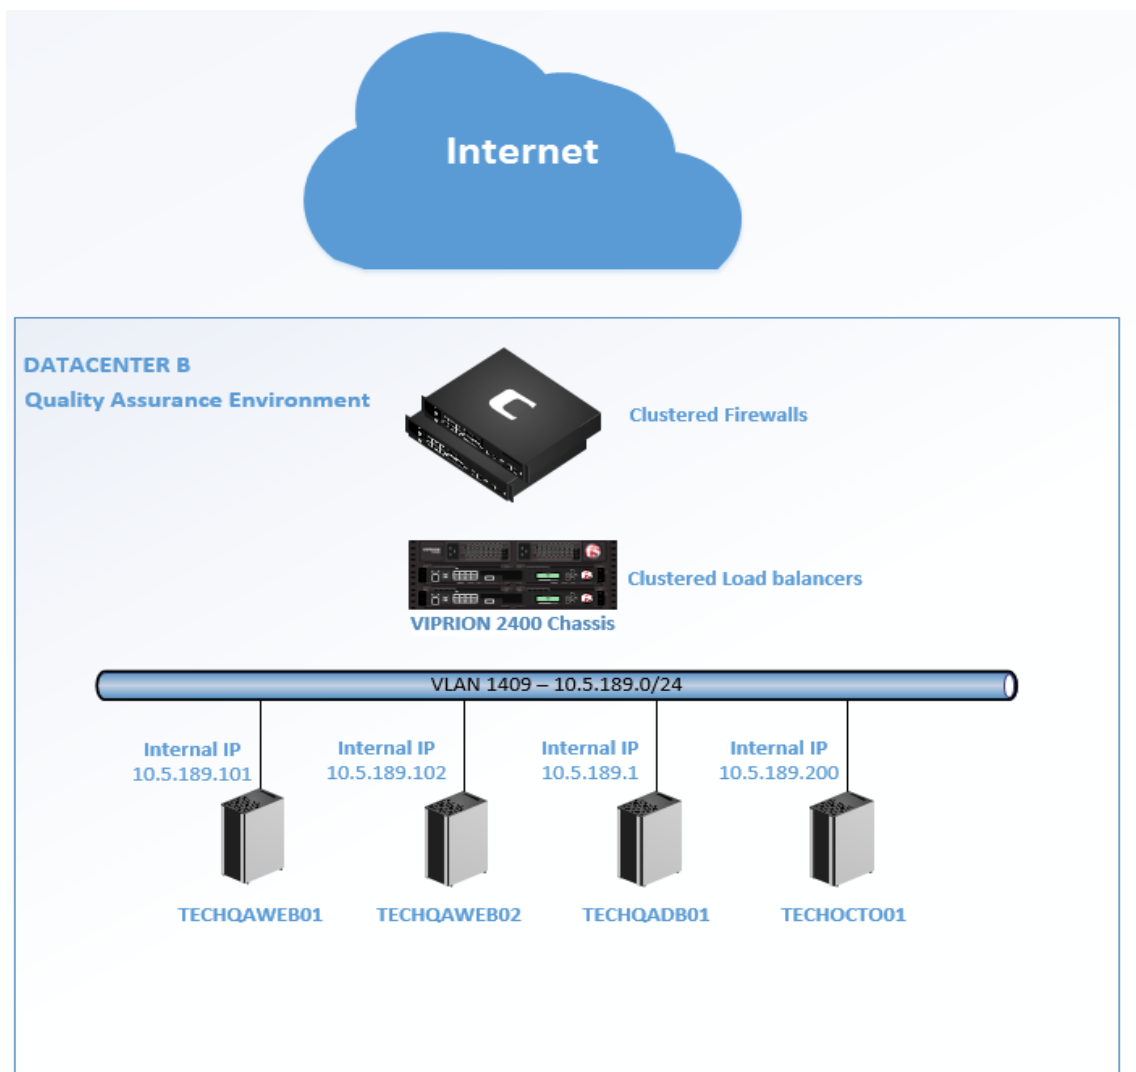 Internet
DATACENTER B
Quality Assurance Environment
Clustered Firewalls
Clustered Load balancers
VIPRION 2400 Chassis
VLAN 1409 – 10.5.189.0/24
Internal IP
10.5.189.101
Internal IP
10.5.189.102
Internal IP
10.5.189.1
Internal IP
10.5.189.200
TECHQAWEB01
TECHQAWEB02
TECHQADB01
TECHOCTO01